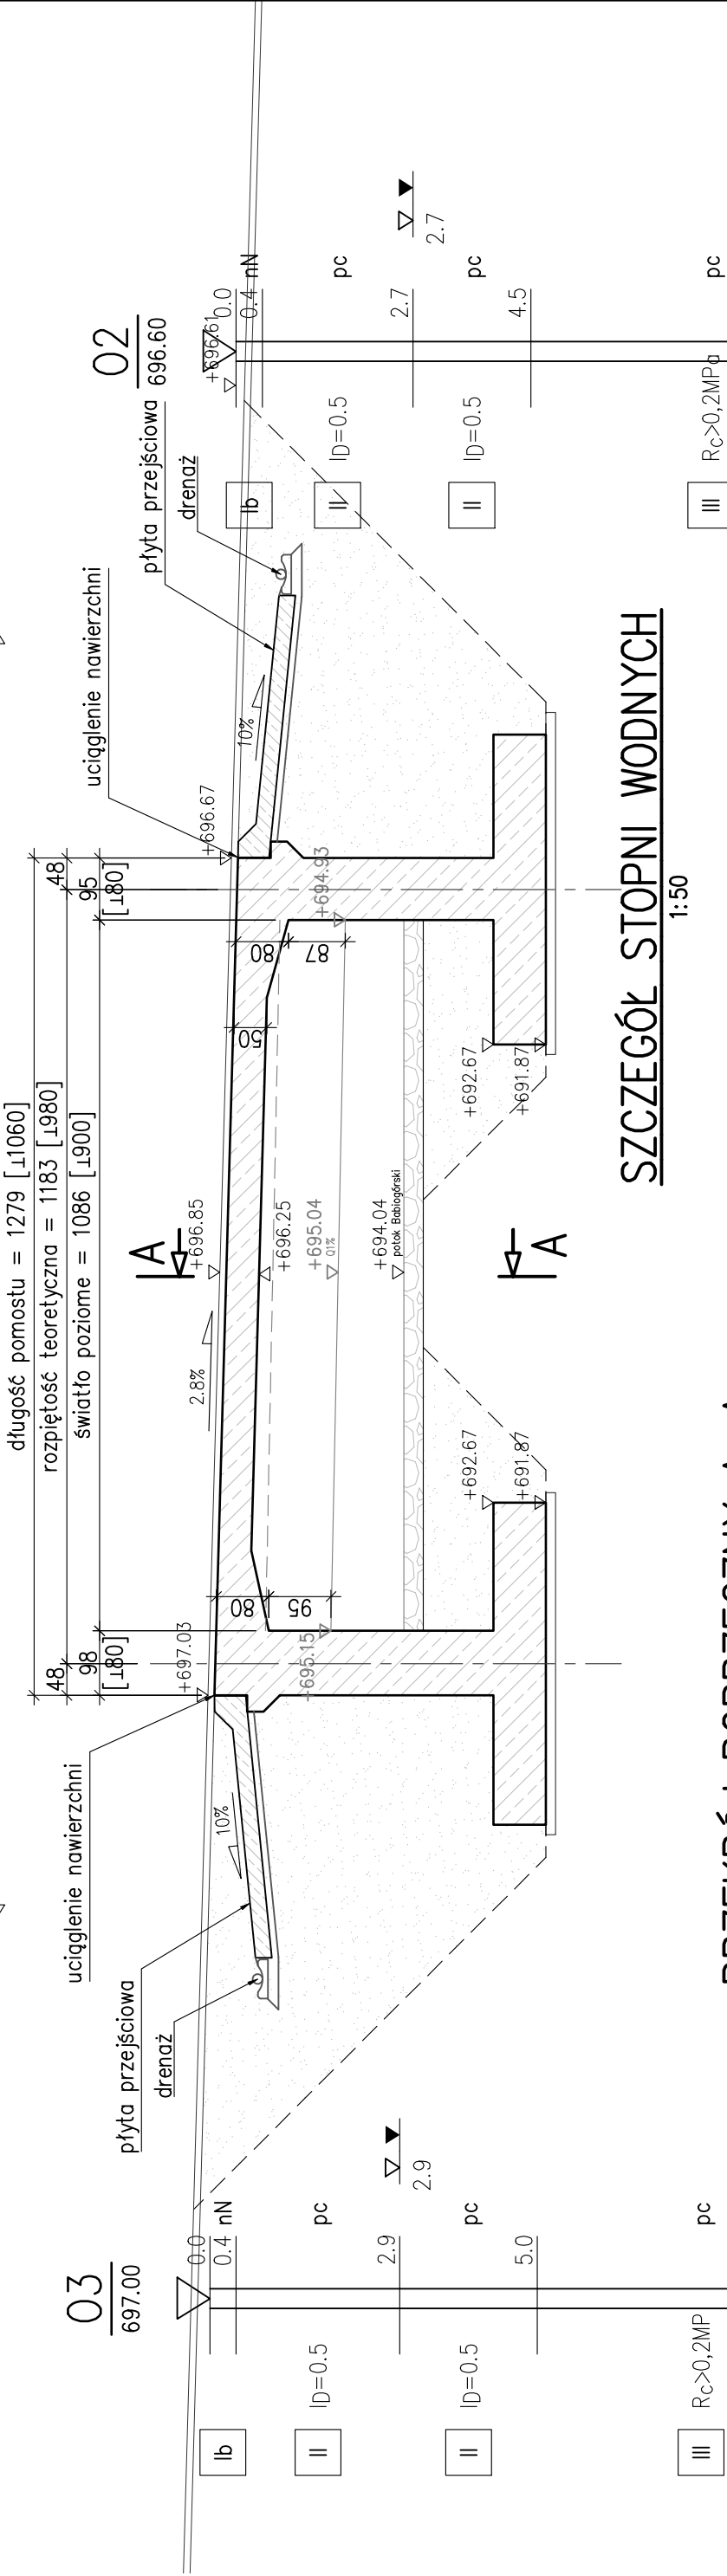 długość pomostu = 1279 [⊥1060]
rozpiętość teoretyczna = 1183 [⊥980]
światło poziome = 1086 [⊥900]
48
98
[⊥80]
48
95
[⊥80]
03
697.00
uciąglenie nawierzchni
płyta przejściowa
drenaż
10%
+697.03
2.8%
A
+696.85
+696.67
uciąglenie nawierzchni
płyta przejściowa
drenaż
10%
02
696.60
+696.61
80
95
+695.15
50
80
87
+694.93
+696.25
+695.04
Q1%
+694.04
potok Babiogórski
+692.67
+691.87
+692.67
+691.87
A
0.0
0.4
nN
Ib
II
ID=0.5
pc
2.9
2.9
II
ID=0.5
pc
5.0
III
RC>0,2MP
pc
0.0
0.4
nN
Ib
II
ID=0.5
pc
2.7
2.7
II
ID=0.5
pc
4.5
III
RC>0,2MPa
pc
SZCZEGÓŁ STOPNI WODNYCH
1:50